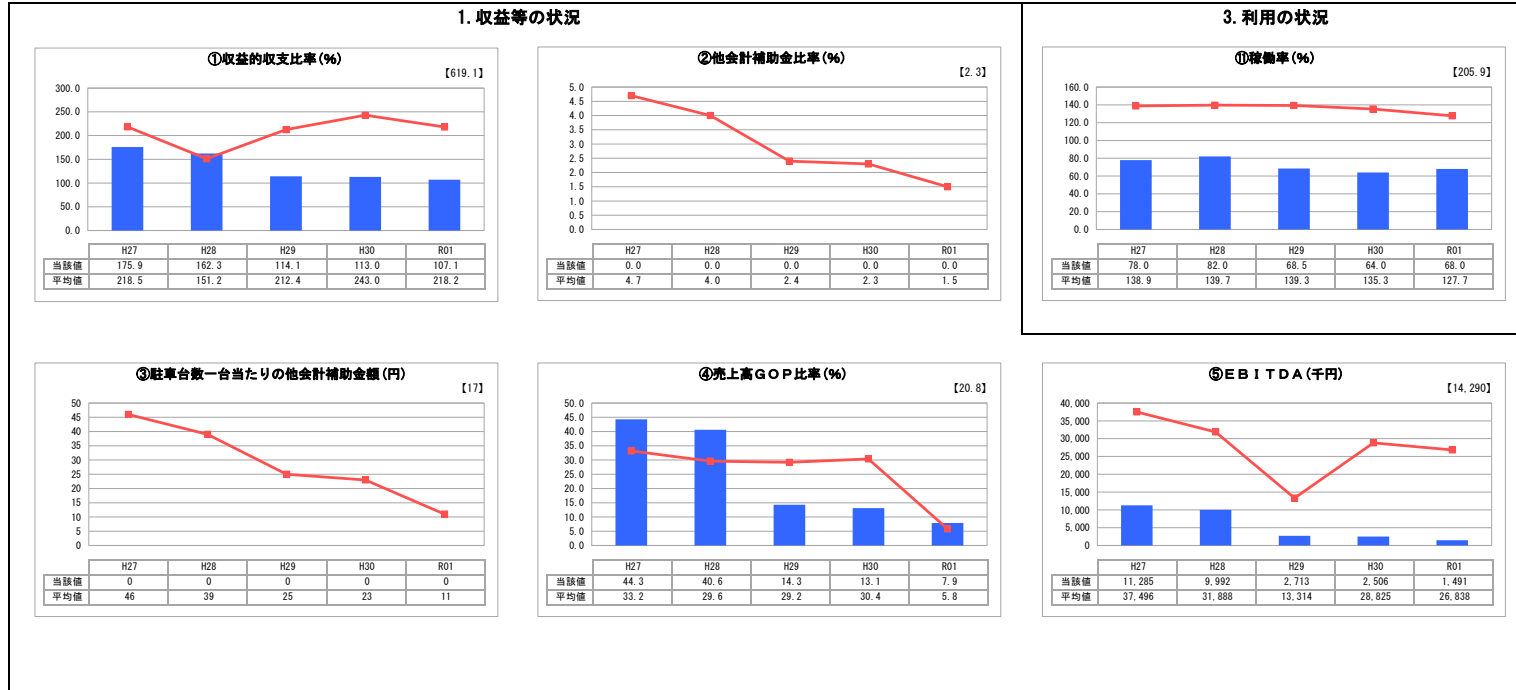 1. 収益等の状況
3. 利用の状況
①収益的収支比率(%)
【619.1】
300.0
250.0
200.0
150.0
100.0
50.0
0.0
H27 H28 H29 H30 R01
当該値 175.9 162.3 114.1 113.0 107.1
平均値 218.5 151.2 212.4 243.0 218.2
②他会計補助金比率(%)
【2.3】
5.0
4.5
4.0
3.5
3.0
2.5
2.0
1.5
1.0
0.5
0.0
H27 H28 H29 H30 R01
当該値 0.0 0.0 0.0 0.0 0.0
平均値 4.7 4.0 2.4 2.3 1.5
⑪稼働率(%)
【205.9】
160.0
140.0
120.0
100.0
80.0
60.0
40.0
20.0
0.0
H27 H28 H29 H30 R01
当該値 78.0 82.0 68.5 64.0 68.0
平均値 138.9 139.7 139.3 135.3 127.7
③駐車台数一台当たりの他会計補助金額(円)
【17】
50
45
40
35
30
25
20
15
10
5
0
H27 H28 H29 H30 R01
当該値 0 0 0 0 0
平均値 46 39 25 23 11
④売上高ＧＯＰ比率(%)
【20.8】
50.0
45.0
40.0
35.0
30.0
25.0
20.0
15.0
10.0
5.0
0.0
H27 H28 H29 H30 R01
当該値 44.3 40.6 14.3 13.1 7.9
平均値 33.2 29.6 29.2 30.4 5.8
⑤ＥＢＩＴＤＡ(千円)
【14,290】
40,000
35,000
30,000
25,000
20,000
15,000
10,000
5,000
0
H27 H28 H29 H30 R01
当該値 11,285 9,992 2,713 2,506 1,491
平均値 37,496 31,888 13,314 28,825 26,838